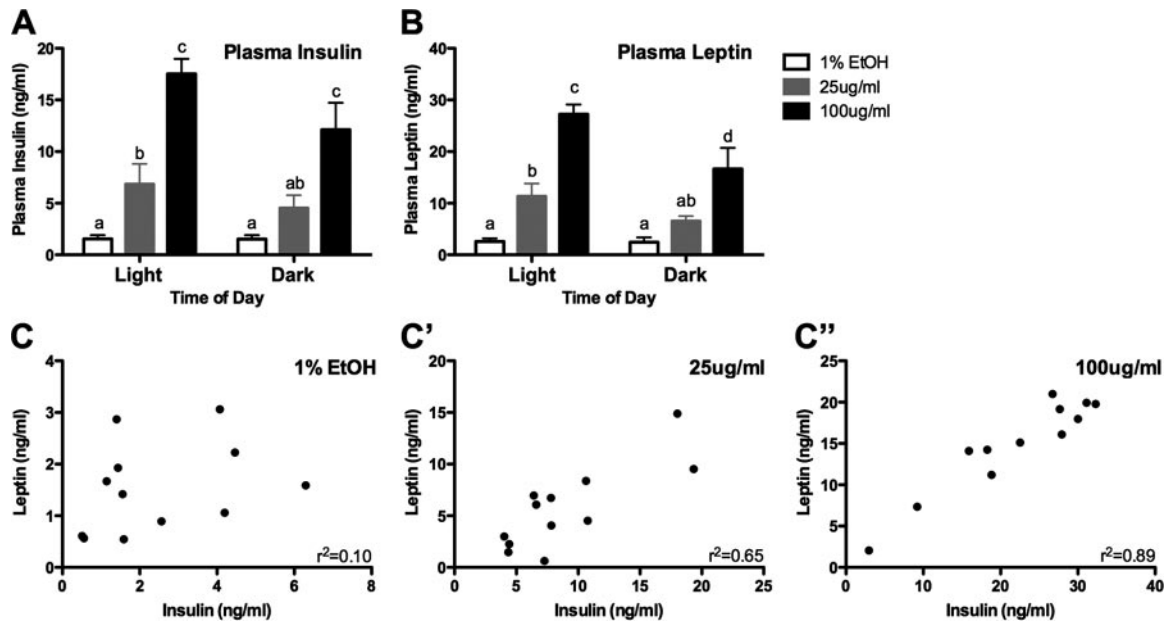 A
Plasma Insulin
Plasma Insulin (ng/ml)
20
15
10
5
0
a
b
c
a
ab
c
Light
Dark
Time of Day
B
Plasma Leptin
Plasma Leptin (ng/ml)
40
30
20
10
0
a
b
c
a
ab
d
Light
Dark
Time of Day
1% EtOH
25ug/ml
100ug/ml
C
1% EtOH
Leptin (ng/ml)
4
3
2
1
0
r²=0.10
0 2 4 6 8
Insulin (ng/ml)
C'
25ug/ml
Leptin (ng/ml)
20
15
10
5
0
r²=0.65
0 5 10 15 20 25
Insulin (ng/ml)
C"
100ug/ml
Leptin (ng/ml)
25
20
15
10
5
0
r²=0.89
0 10 20 30 40
Insulin (ng/ml)